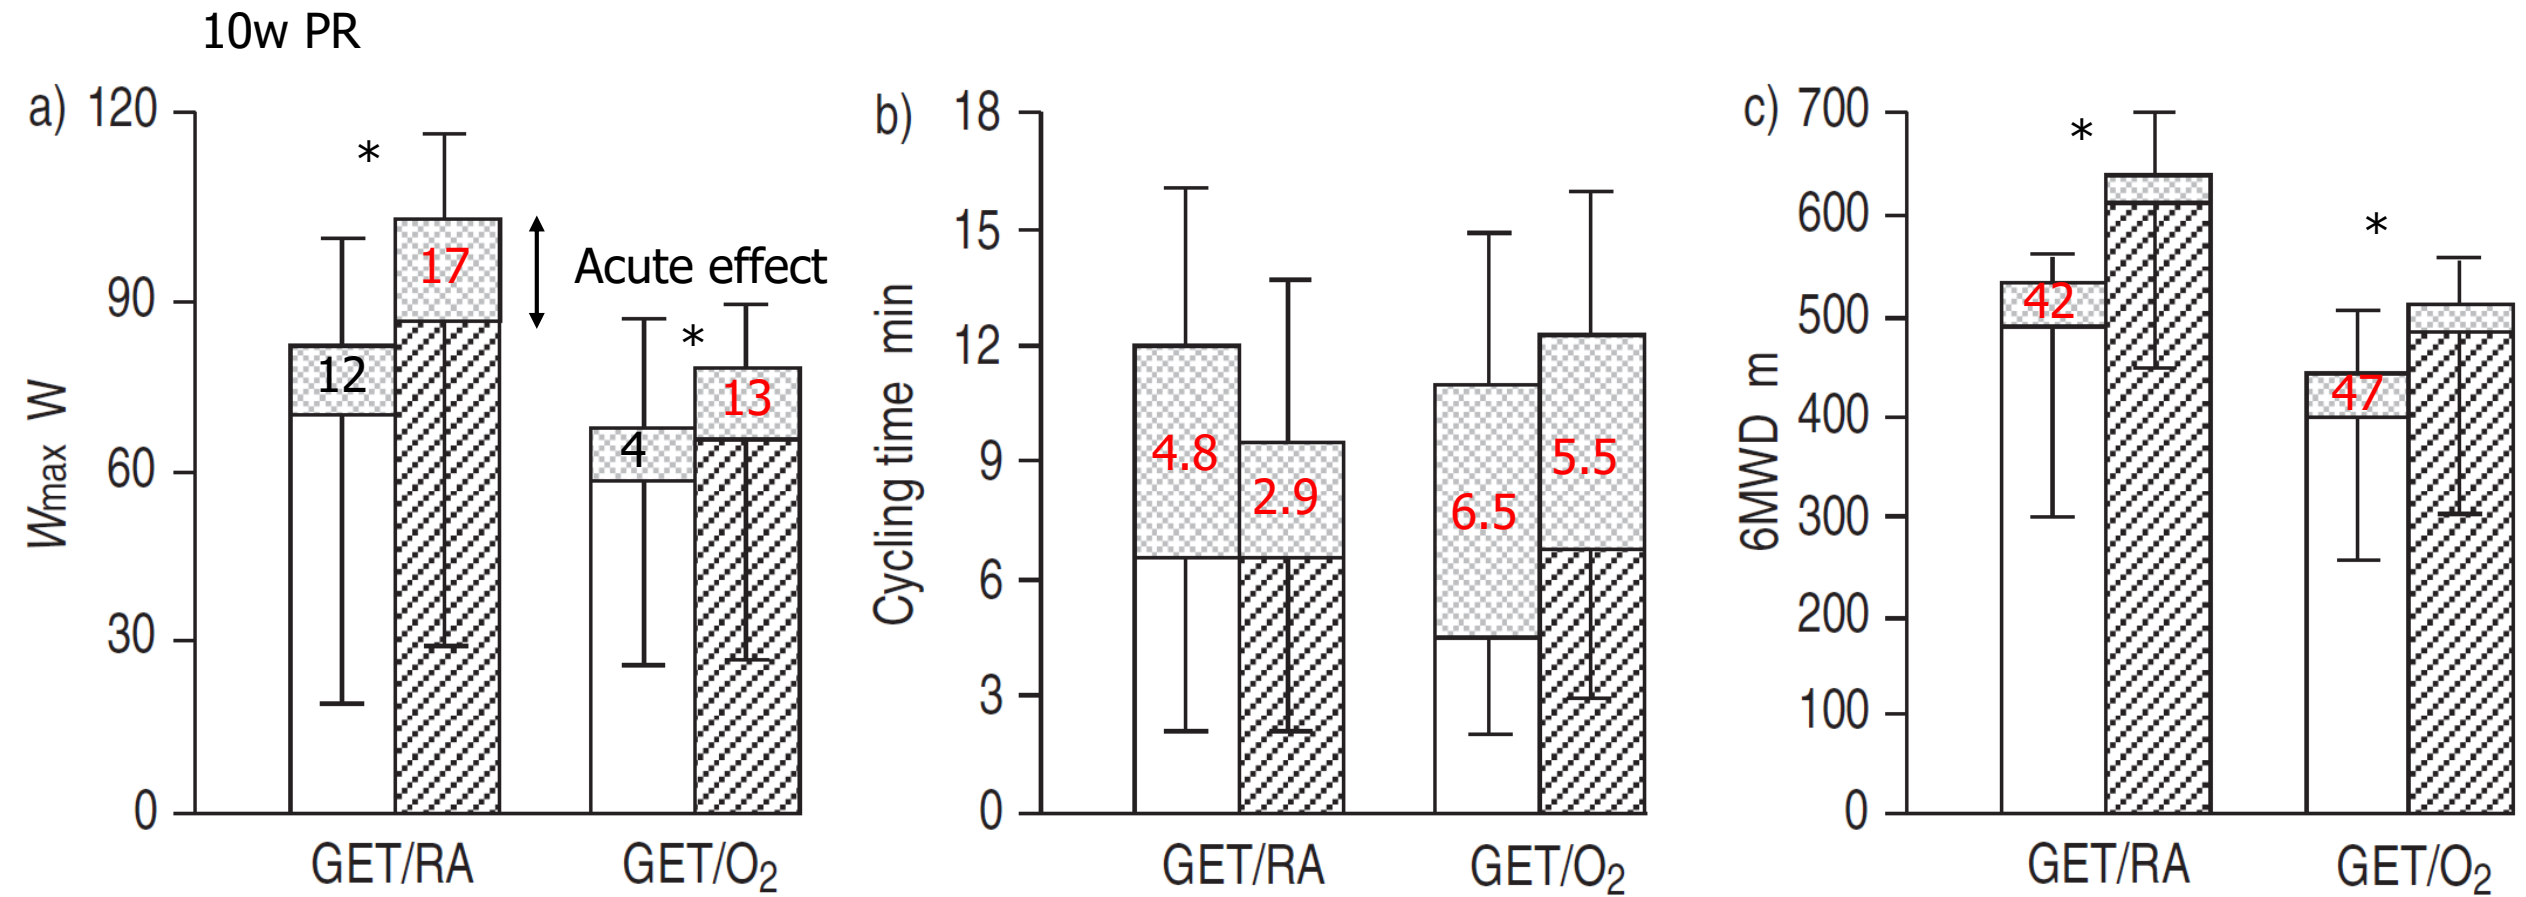 10w PR
a)
120
90
60
30
0
Wmax W
*
17
12
Acute effect
*
4
13
GET/RA
GET/O2
b)
18
15
12
9
6
3
0
Cycling time min
4.8
2.9
6.5
5.5
GET/RA
GET/O2
c)
700
600
500
400
300
200
100
0
6MWD m
*
42
*
47
GET/RA
GET/O2